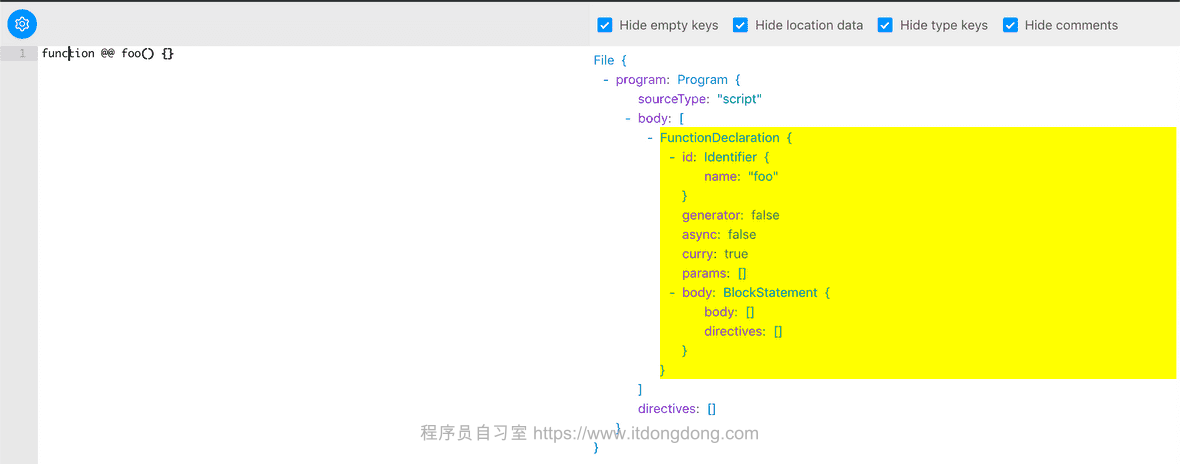 Hide empty keys Hide location data Hide type keys Hide comments
1 function @@ foo() {}
File {
- program: Program {
sourceType: "script"
- body: [
- FunctionDeclaration {
- id: Identifier {
name: "foo"
}
generator: false
async: false
curry: true
params: []
- body: BlockStatement {
body: []
directives: []
}
}
]
directives: []
}
程序员自习室 https://www.itdongdong.com
}